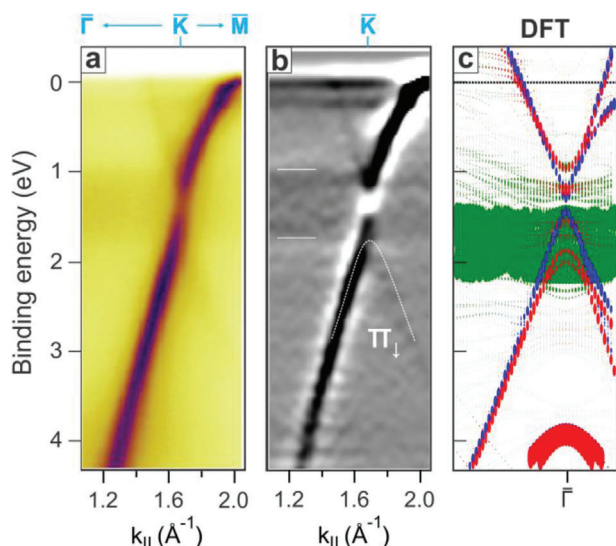 Γ̄ K̄ M̄ K̄ DFT
a b c
Binding energy (eV)
0
1
2
3
4
π↓
1.2 1.6 2.0 1.2 1.6 2.0 Γ̄
k|| (Å⁻¹) k|| (Å⁻¹)